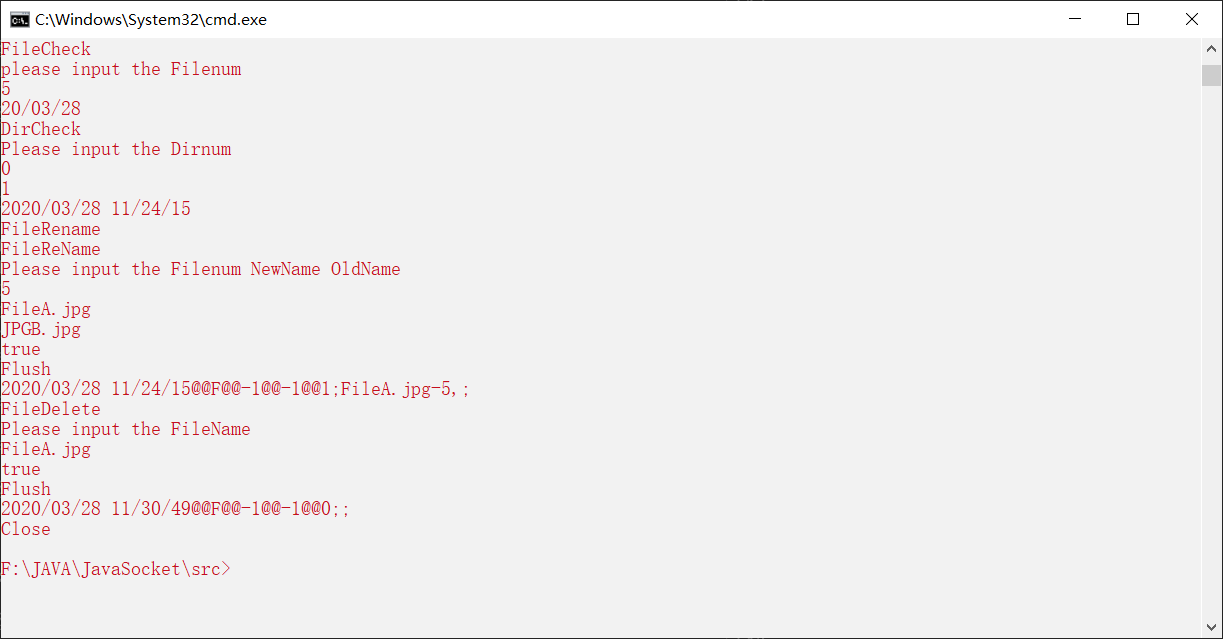 C:\Windows\System32\cmd.exe
FileCheck
please input the Filenum
5
20/03/28
DirCheck
Please input the Dirnum
0
1
2020/03/28 11/24/15
FileRename
FileReName
Please input the Filenum NewName OldName
5
FileA.jpg
JPGB.jpg
true
Flush
2020/03/28 11/24/15@@F@@-1@@-1@@1;FileA.jpg-5,;
FileDelete
Please input the FileName
FileA.jpg
true
Flush
2020/03/28 11/30/49@@F@@-1@@-1@@0;;
Close
F:\JAVA\JavaSocket\src>